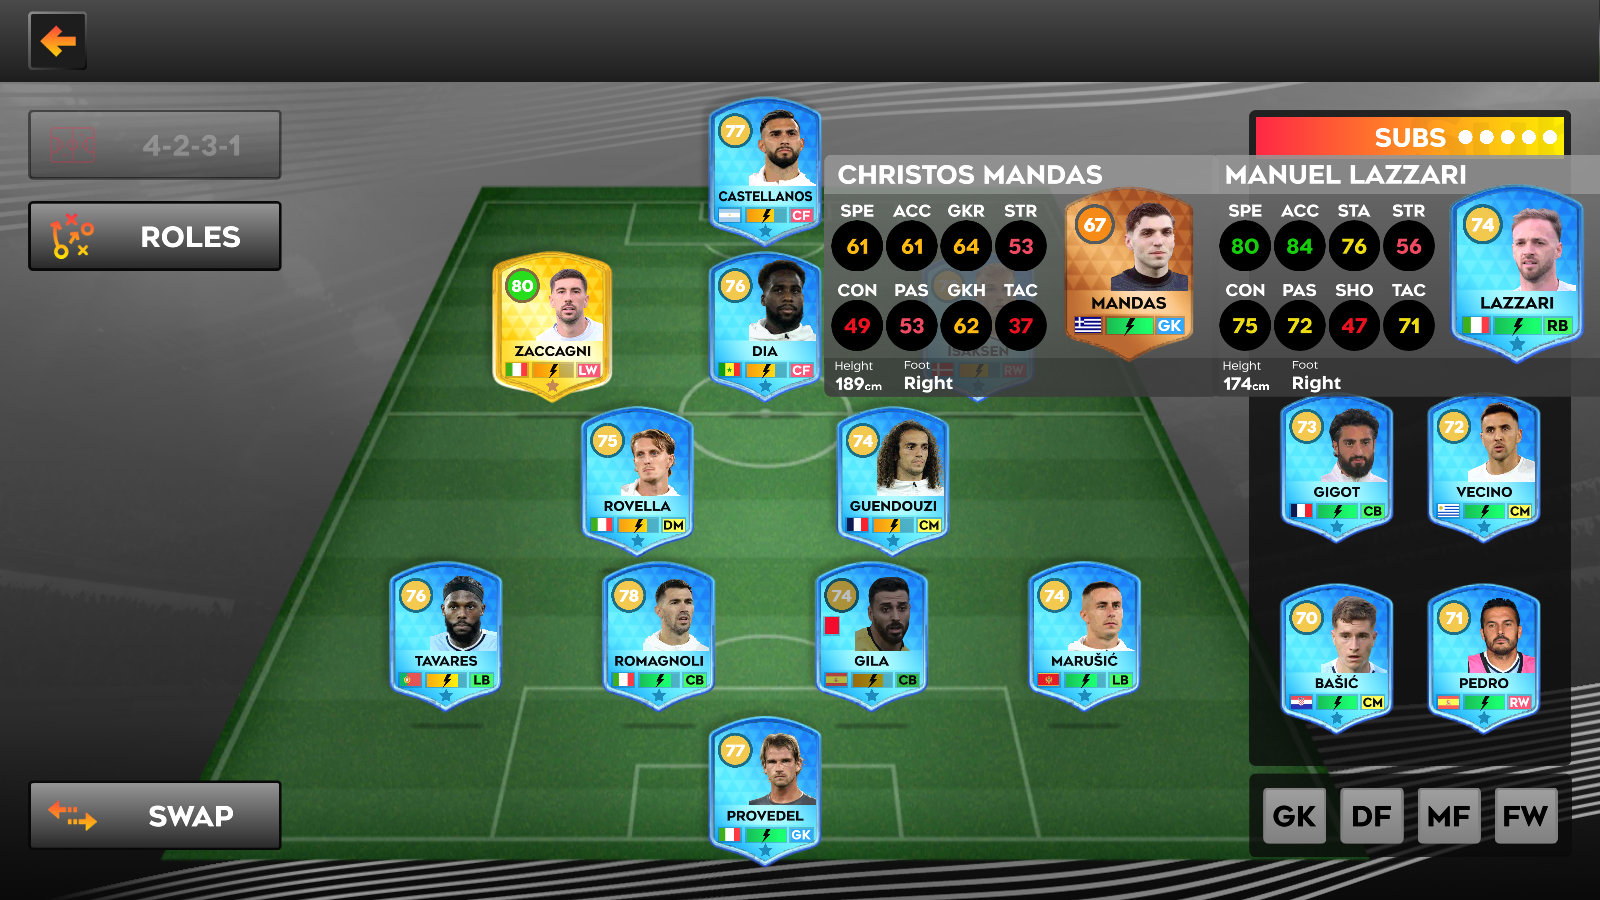 4-2-3-1
ROLES
SWAP
SUBS
77
CASTELLANOS
CF
80
ZACCAGNI
LW
76
DIA
CF
ISAKSEN
RW
CHRISTOS MANDAS
SPE ACC GKR STR
61 61 64 53
CON PAS GKH TAC
49 53 62 37
Height Foot
189cm Right
67
MANDAS
GK
MANUEL LAZZARI
SPE ACC STA STR
80 84 76 56
CON PAS SHO TAC
75 72 47 71
Height Foot
174cm Right
74
LAZZARI
RB
75
ROVELLA
DM
74
GUENDOUZI
CM
73
GIGOT
CB
72
VECINO
CM
76
TAVARES
LB
78
ROMAGNOLI
CB
74
GILA
CB
74
MARUŠIĆ
LB
70
BAŠIĆ
CM
71
PEDRO
RW
77
PROVEDEL
GK
GK DF MF FW